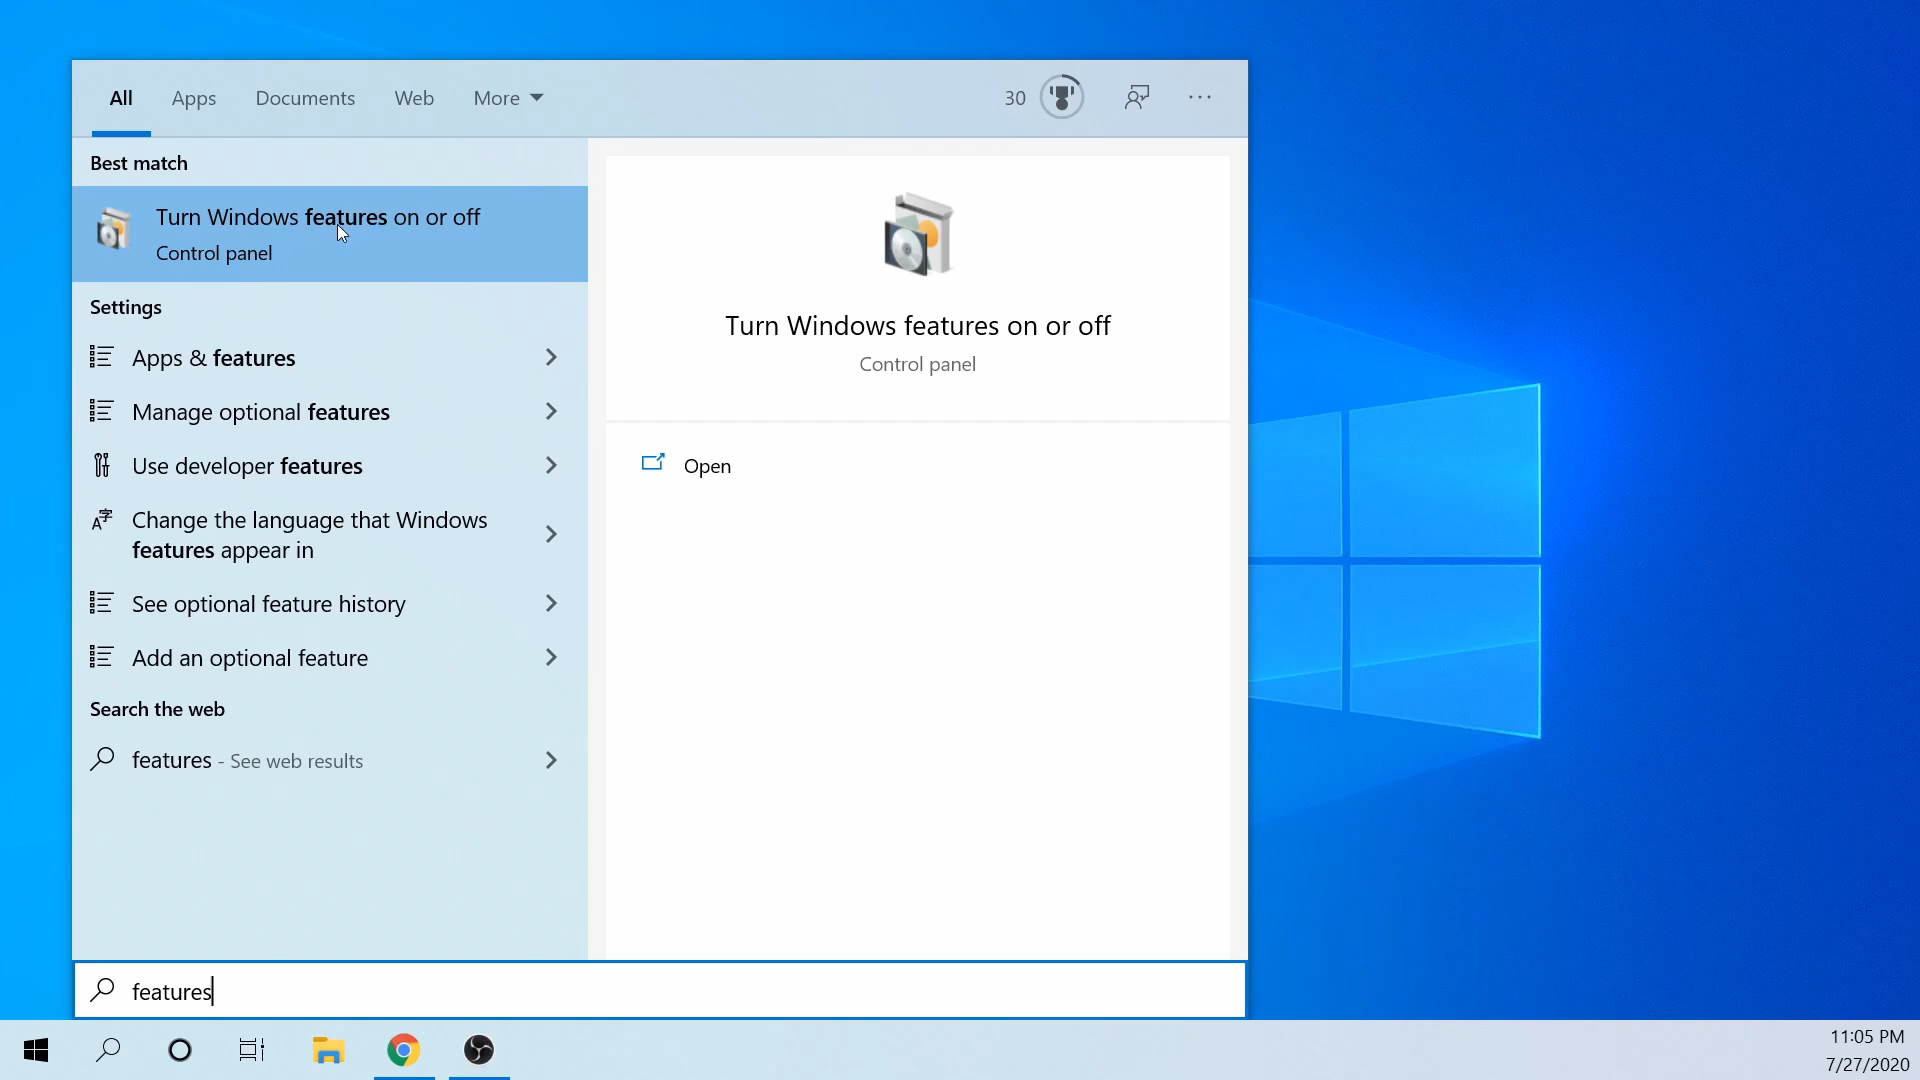 All Apps Documents Web More 30 ...
Best match
Turn Windows features on or off
Control panel
Settings
Apps & features
Manage optional features
Use developer features
Change the language that Windows
features appear in
See optional feature history
Add an optional feature
Search the web
features - See web results
Turn Windows features on or off
Control panel
Open
features
11:05 PM
7/27/2020